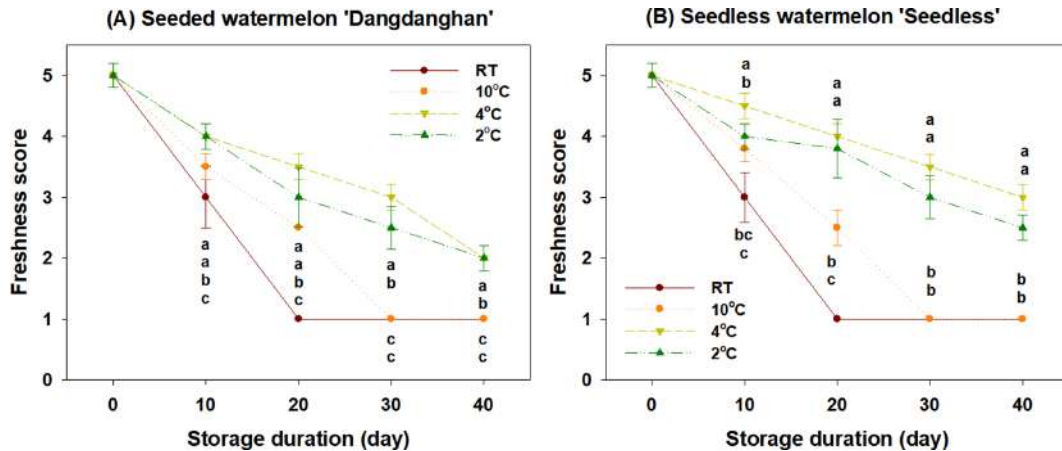 (A) Seeded watermelon 'Dangdanghan'
Freshness score
5
4
3
2
1
0
RT
10°C
4°C
2°C
a
a
b
c
a
a
b
c
a
b
c
c
a
b
c
c
0 10 20 30 40
Storage duration (day)
(B) Seedless watermelon 'Seedless'
Freshness score
5
4
3
2
1
0
a
b
bc
c
a
a
b
c
a
a
b
b
a
a
b
b
RT
10°C
4°C
2°C
0 10 20 30 40
Storage duration (day)